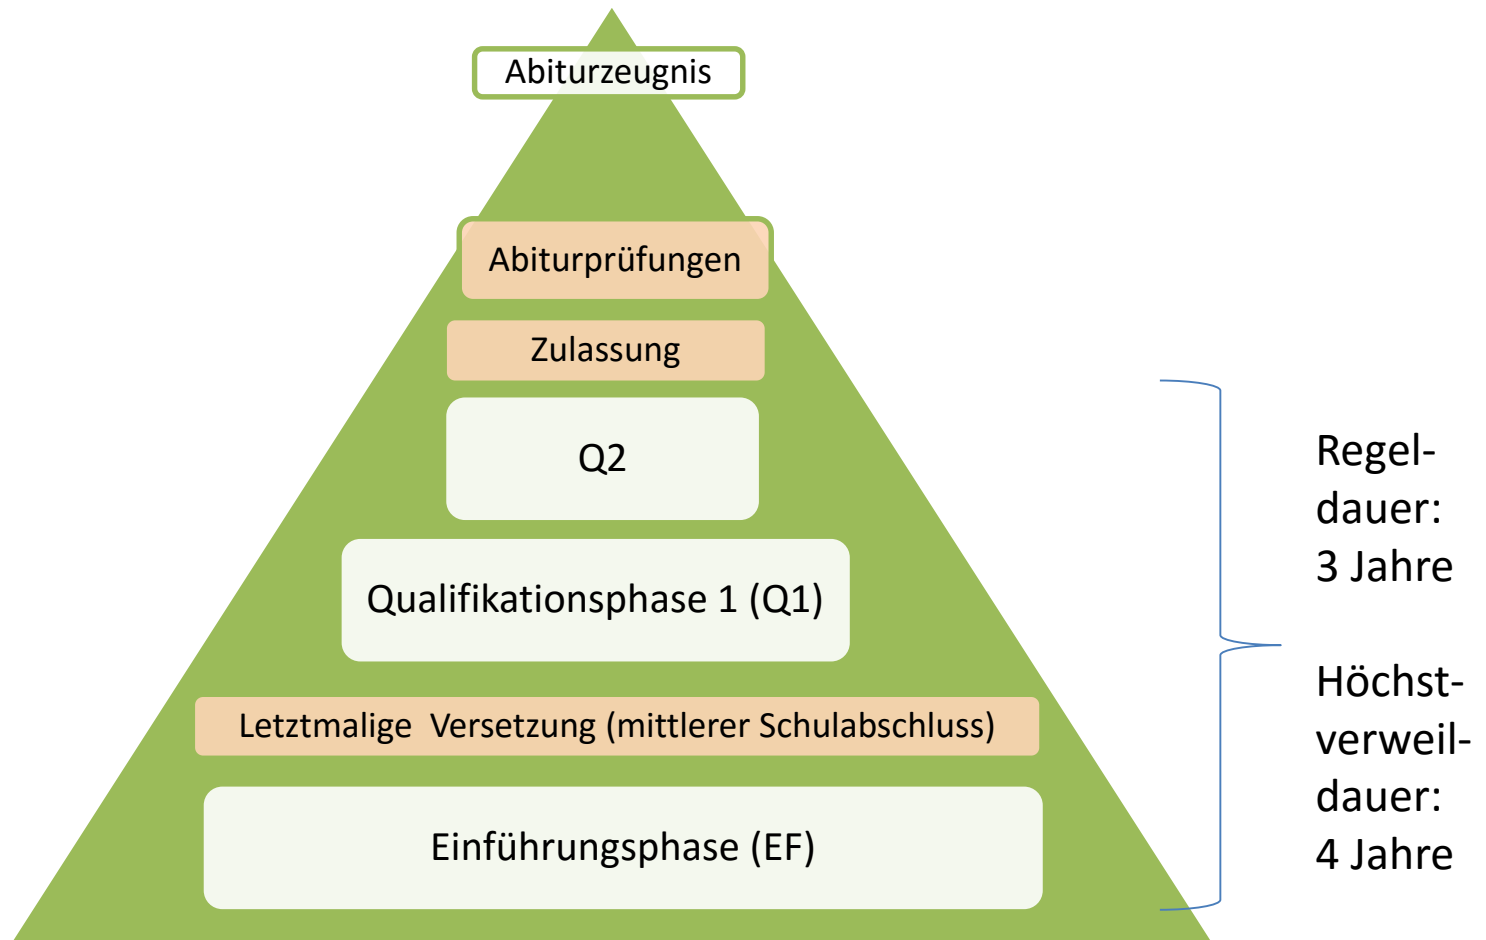 Abiturzeugnis
Abiturprüfungen
Zulassung
Q2
Qualifikationsphase 1 (Q1)
Letztmalige  Versetzung (mittlerer Schulabschluss)
Einführungsphase (EF)
Regel-
dauer:
3 Jahre
Höchst-
verweil-
dauer:
4 Jahre